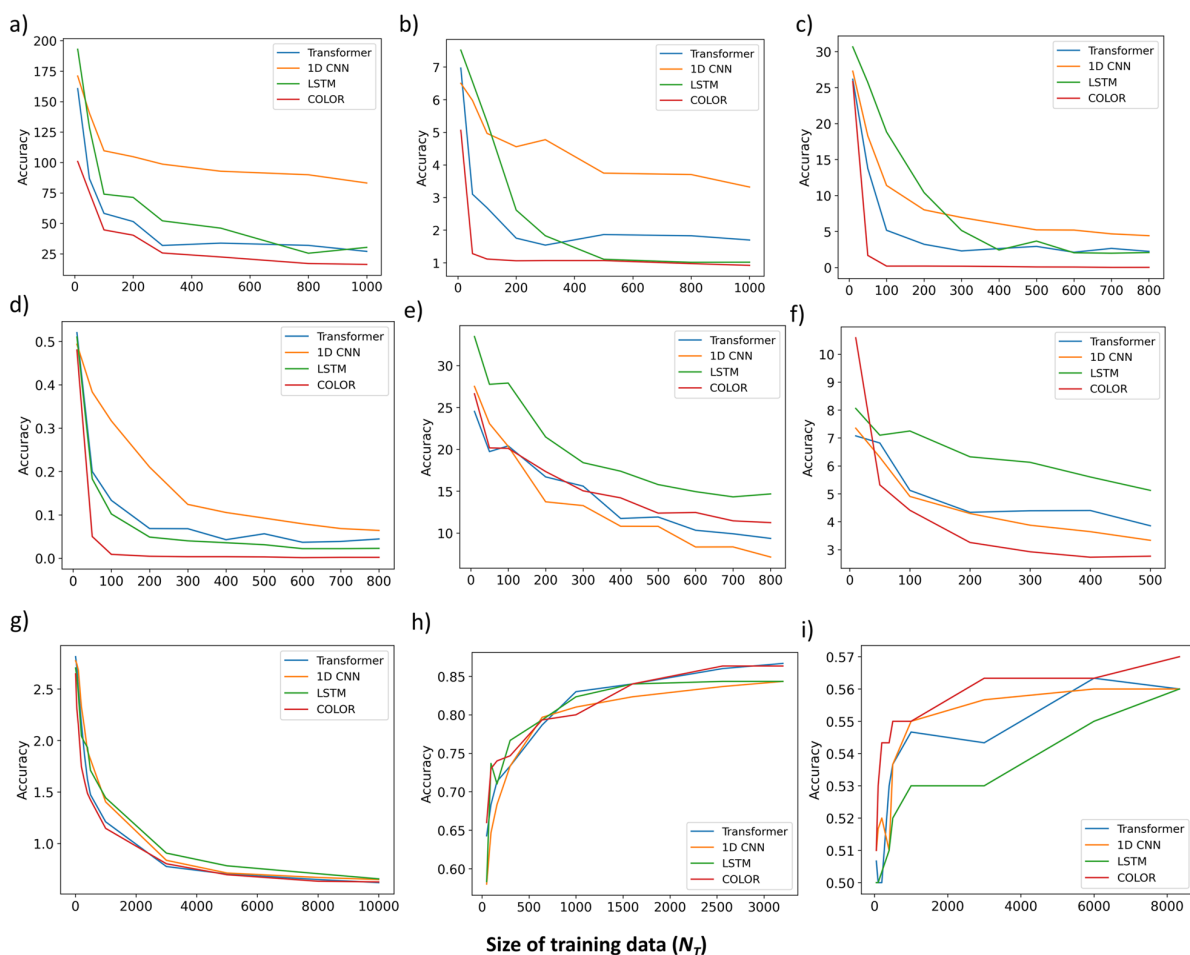 a)
200
175
150
125
100
75
50
25
Accuracy
Transformer
1D CNN
LSTM
COLOR
0 200 400 600 800 1000
b)
7
6
5
4
3
2
1
Accuracy
Transformer
1D CNN
LSTM
COLOR
0 200 400 600 800 1000
c)
30
25
20
15
10
5
0
Accuracy
Transformer
1D CNN
LSTM
COLOR
0 100 200 300 400 500 600 700 800
d)
0.5
0.4
0.3
0.2
0.1
0.0
Accuracy
Transformer
1D CNN
LSTM
COLOR
0 100 200 300 400 500 600 700 800
e)
30
25
20
15
10
Accuracy
Transformer
1D CNN
LSTM
COLOR
0 100 200 300 400 500 600 700 800
f)
10
9
8
7
6
5
4
3
Accuracy
Transformer
1D CNN
LSTM
COLOR
0 100 200 300 400 500
g)
2.5
2.0
1.5
1.0
Accuracy
Transformer
1D CNN
LSTM
COLOR
0 2000 4000 6000 8000 10000
h)
0.85
0.80
0.75
0.70
0.65
0.60
Accuracy
Transformer
1D CNN
LSTM
COLOR
0 500 1000 1500 2000 2500 3000
i)
0.57
0.56
0.55
0.54
0.53
0.52
0.51
0.50
Accuracy
Transformer
1D CNN
LSTM
COLOR
0 2000 4000 6000 8000
Size of training data (N_T)